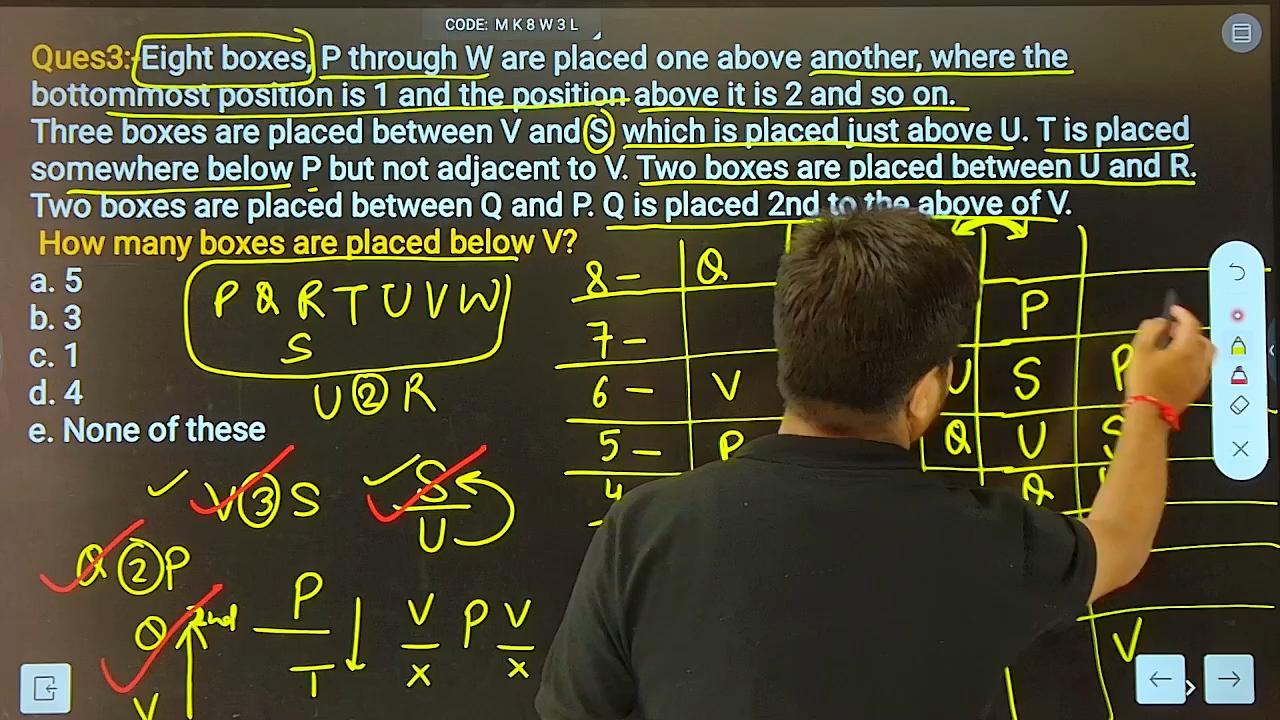 CODE: M K 8 W 3 L
Ques3:- Eight boxes, P through W are placed one above another, where the
bottommost position is 1 and the position above it is 2 and so on.
Three boxes are placed between V and S which is placed just above U. T is placed
somewhere below P but not adjacent to V. Two boxes are placed between U and R.
Two boxes are placed between Q and P. Q is placed 2nd to the above of V.
How many boxes are placed below V?
a. 5
b. 3
c. 1
d. 4
e. None of these
P Q R T U V W
S
U 2 R
V 3 S
S
U
Q 2 P
Q 2nd
V
P
T
V P V
x x
8 - Q
7 - P
6 - V U S P
5 - P Q U S
4 Q
V